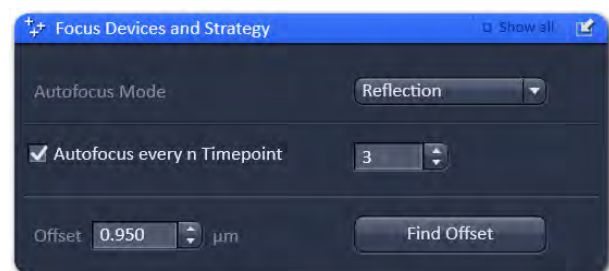 Focus Devices and Strategy Show all
Autofocus Mode Reflection
Autofocus every n Timepoint 3
Offset 0.950 µm Find Offset